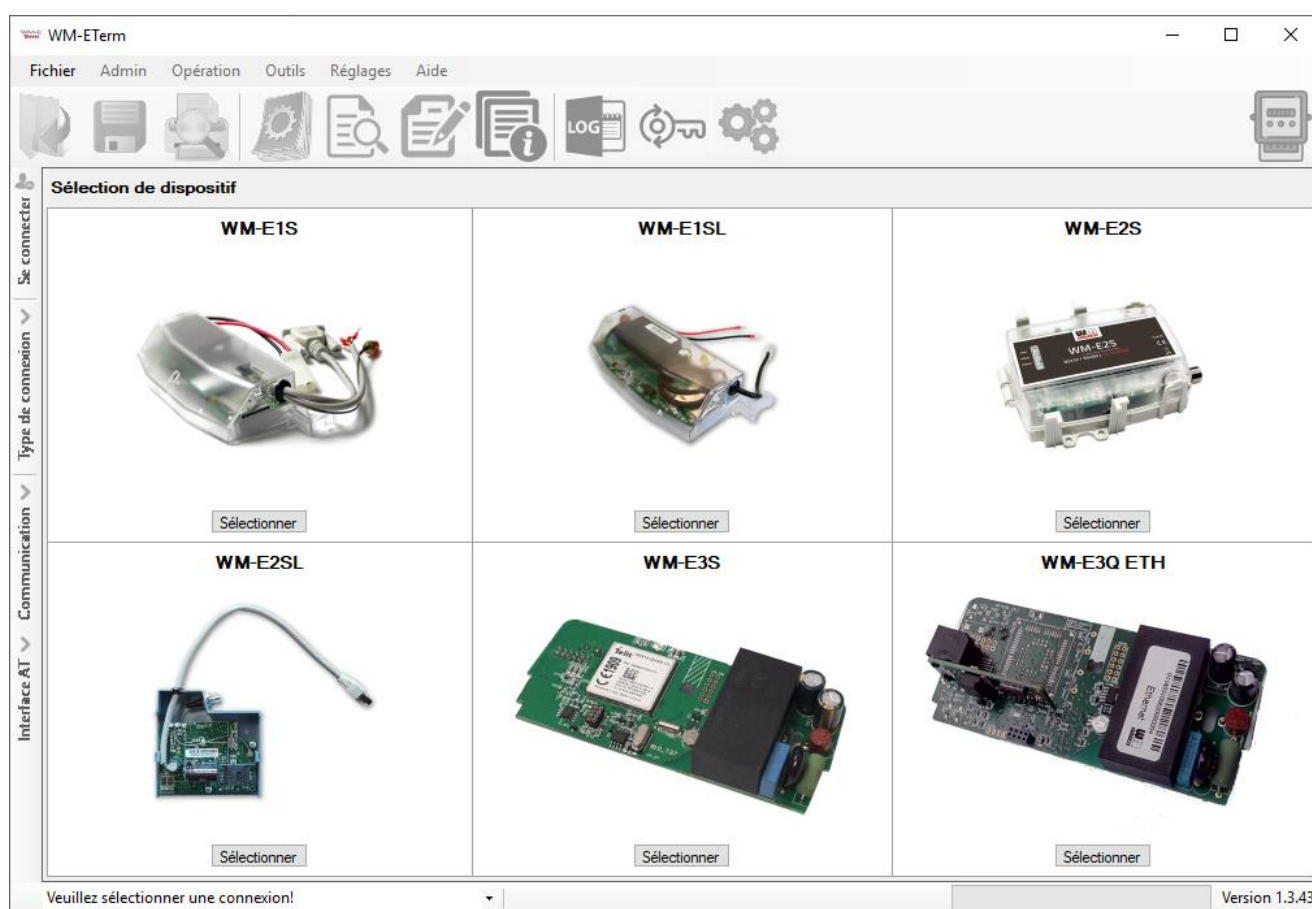 WM-ETerm
Fichier Admin Opération Outils Réglages Aide
LOG
Se connecter
Type de connexion
Communication
Interface AT
Sélection de dispositif
WM-E1S WM-E1SL WM-E2S
WM-E2S
Sélectionner Sélectionner Sélectionner
WM-E2SL WM-E3S WM-E3Q ETH
Telit
CE1909
Ethernet
Sélectionner Sélectionner Sélectionner
Veuillez sélectionner une connexion!
Version 1.3.43